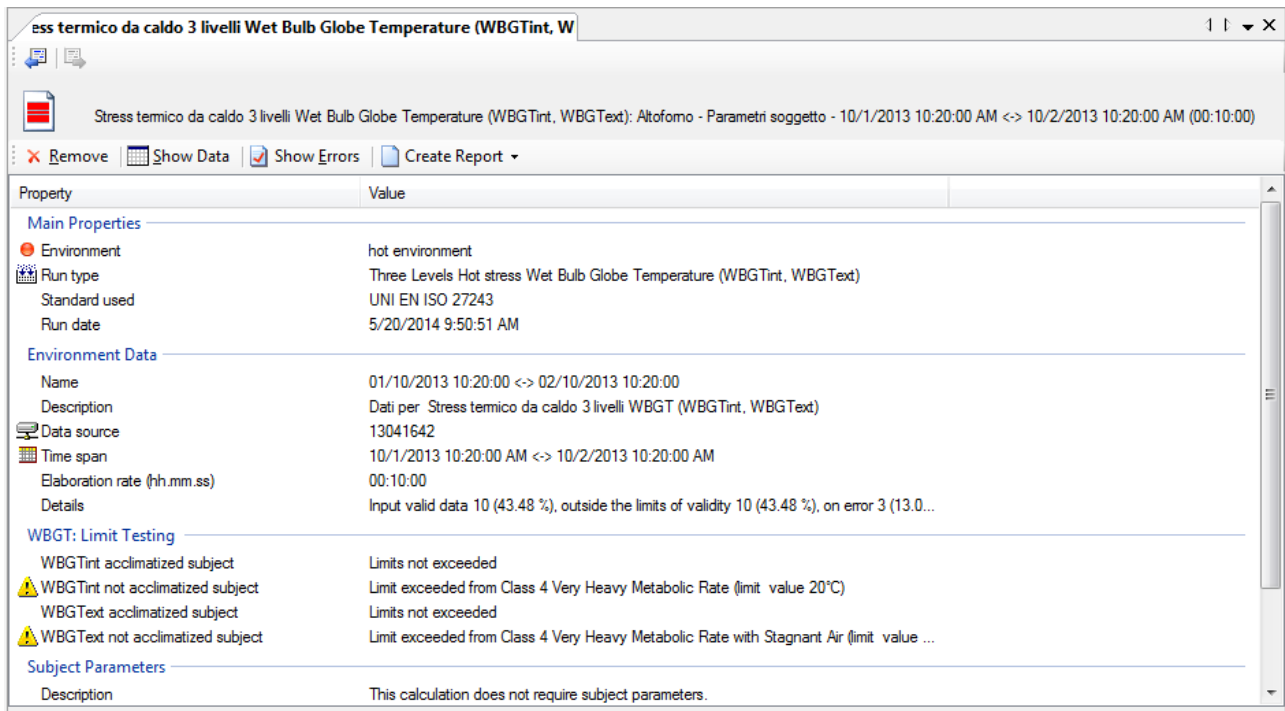 ess termico da caldo 3 livelli Wet Bulb Globe Temperature (WBGTint, W
Stress termico da caldo 3 livelli Wet Bulb Globe Temperature (WBGTint, WBGText): Altoforno - Parametri soggetto - 10/1/2013 10:20:00 AM <-> 10/2/2013 10:20:00 AM (00:10:00)
Remove Show Data Show Errors Create Report
Property Value
Main Properties
Environment hot environment
Run type Three Levels Hot stress Wet Bulb Globe Temperature (WBGTint, WBGText)
Standard used UNI EN ISO 27243
Run date 5/20/2014 9:50:51 AM
Environment Data
Name 01/10/2013 10:20:00 <-> 02/10/2013 10:20:00
Description Dati per Stress termico da caldo 3 livelli WBGT (WBGTint, WBGText)
Data source 13041642
Time span 10/1/2013 10:20:00 AM <-> 10/2/2013 10:20:00 AM
Elaboration rate (hh.mm.ss) 00:10:00
Details Input valid data 10 (43.48 %), outside the limits of validity 10 (43.48 %), on error 3 (13.0...
WBGT: Limit Testing
WBGTint acclimatized subject Limits not exceeded
WBGTint not acclimatized subject Limit exceeded from Class 4 Very Heavy Metabolic Rate (limit value 20°C)
WBGText acclimatized subject Limits not exceeded
WBGText not acclimatized subject Limit exceeded from Class 4 Very Heavy Metabolic Rate with Stagnant Air (limit value ...
Subject Parameters
Description This calculation does not require subject parameters.